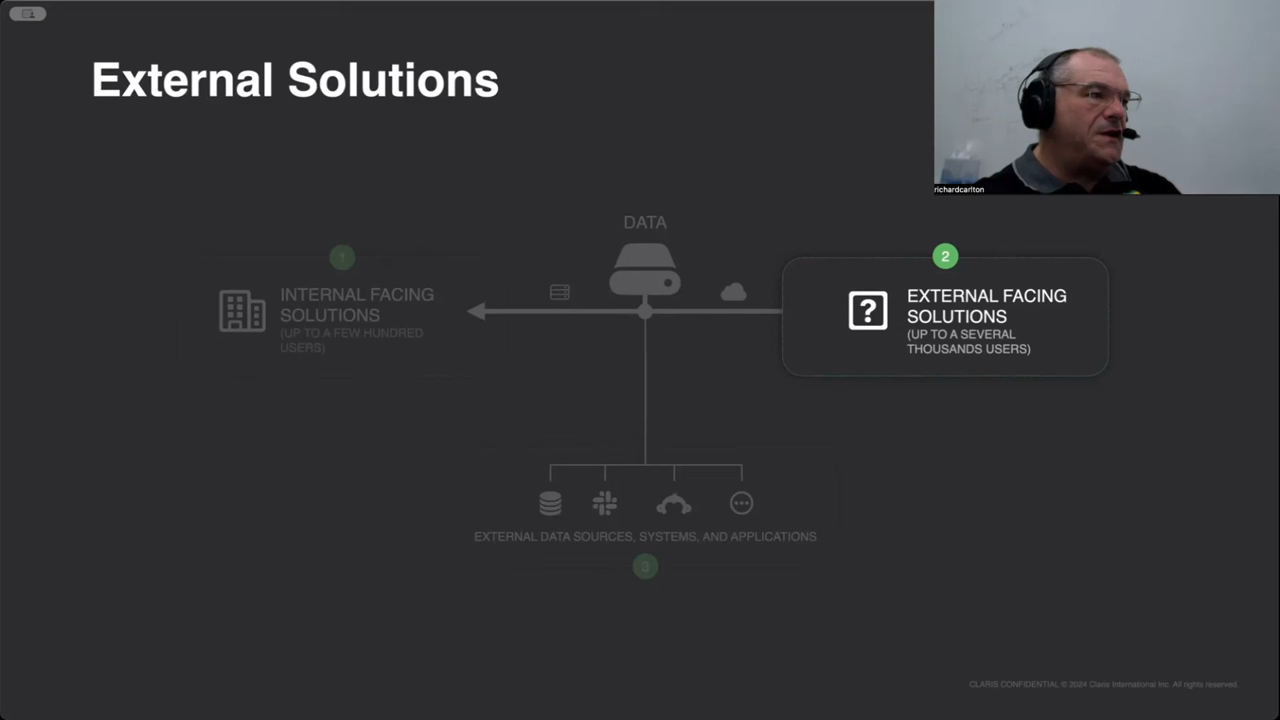 External Solutions
richardcarlton
DATA
1
2
INTERNAL FACING
SOLUTIONS
(UP TO A FEW HUNDRED
USERS)
?
EXTERNAL FACING
SOLUTIONS
(UP TO A SEVERAL
THOUSANDS USERS)
EXTERNAL DATA SOURCES, SYSTEMS, AND APPLICATIONS
3
CLARIS CONFIDENTIAL © 2024 Claris International Inc. All rights reserved.